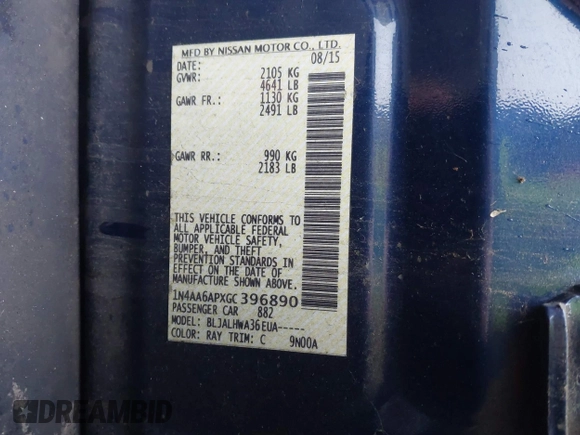 MFD BY NISSAN MOTOR CO., LTD.
DATE: 08/15
GVWR: 2105 KG
4641 LB
GAWR FR.: 1130 KG
2491 LB
GAWR RR.: 990 KG
2183 LB
THIS VEHICLE CONFORMS TO
ALL APPLICABLE FEDERAL
MOTOR VEHICLE SAFETY,
BUMPER, AND THEFT
PREVENTION STANDARDS IN
EFFECT ON THE DATE OF
MANUFACTURE SHOWN ABOVE.
1N4AA6APXGC396890
PASSENGER CAR 882
MODEL: BLJALHWA36EUA-----
COLOR: RAY TRIM: C 9N00A
DREAMBID